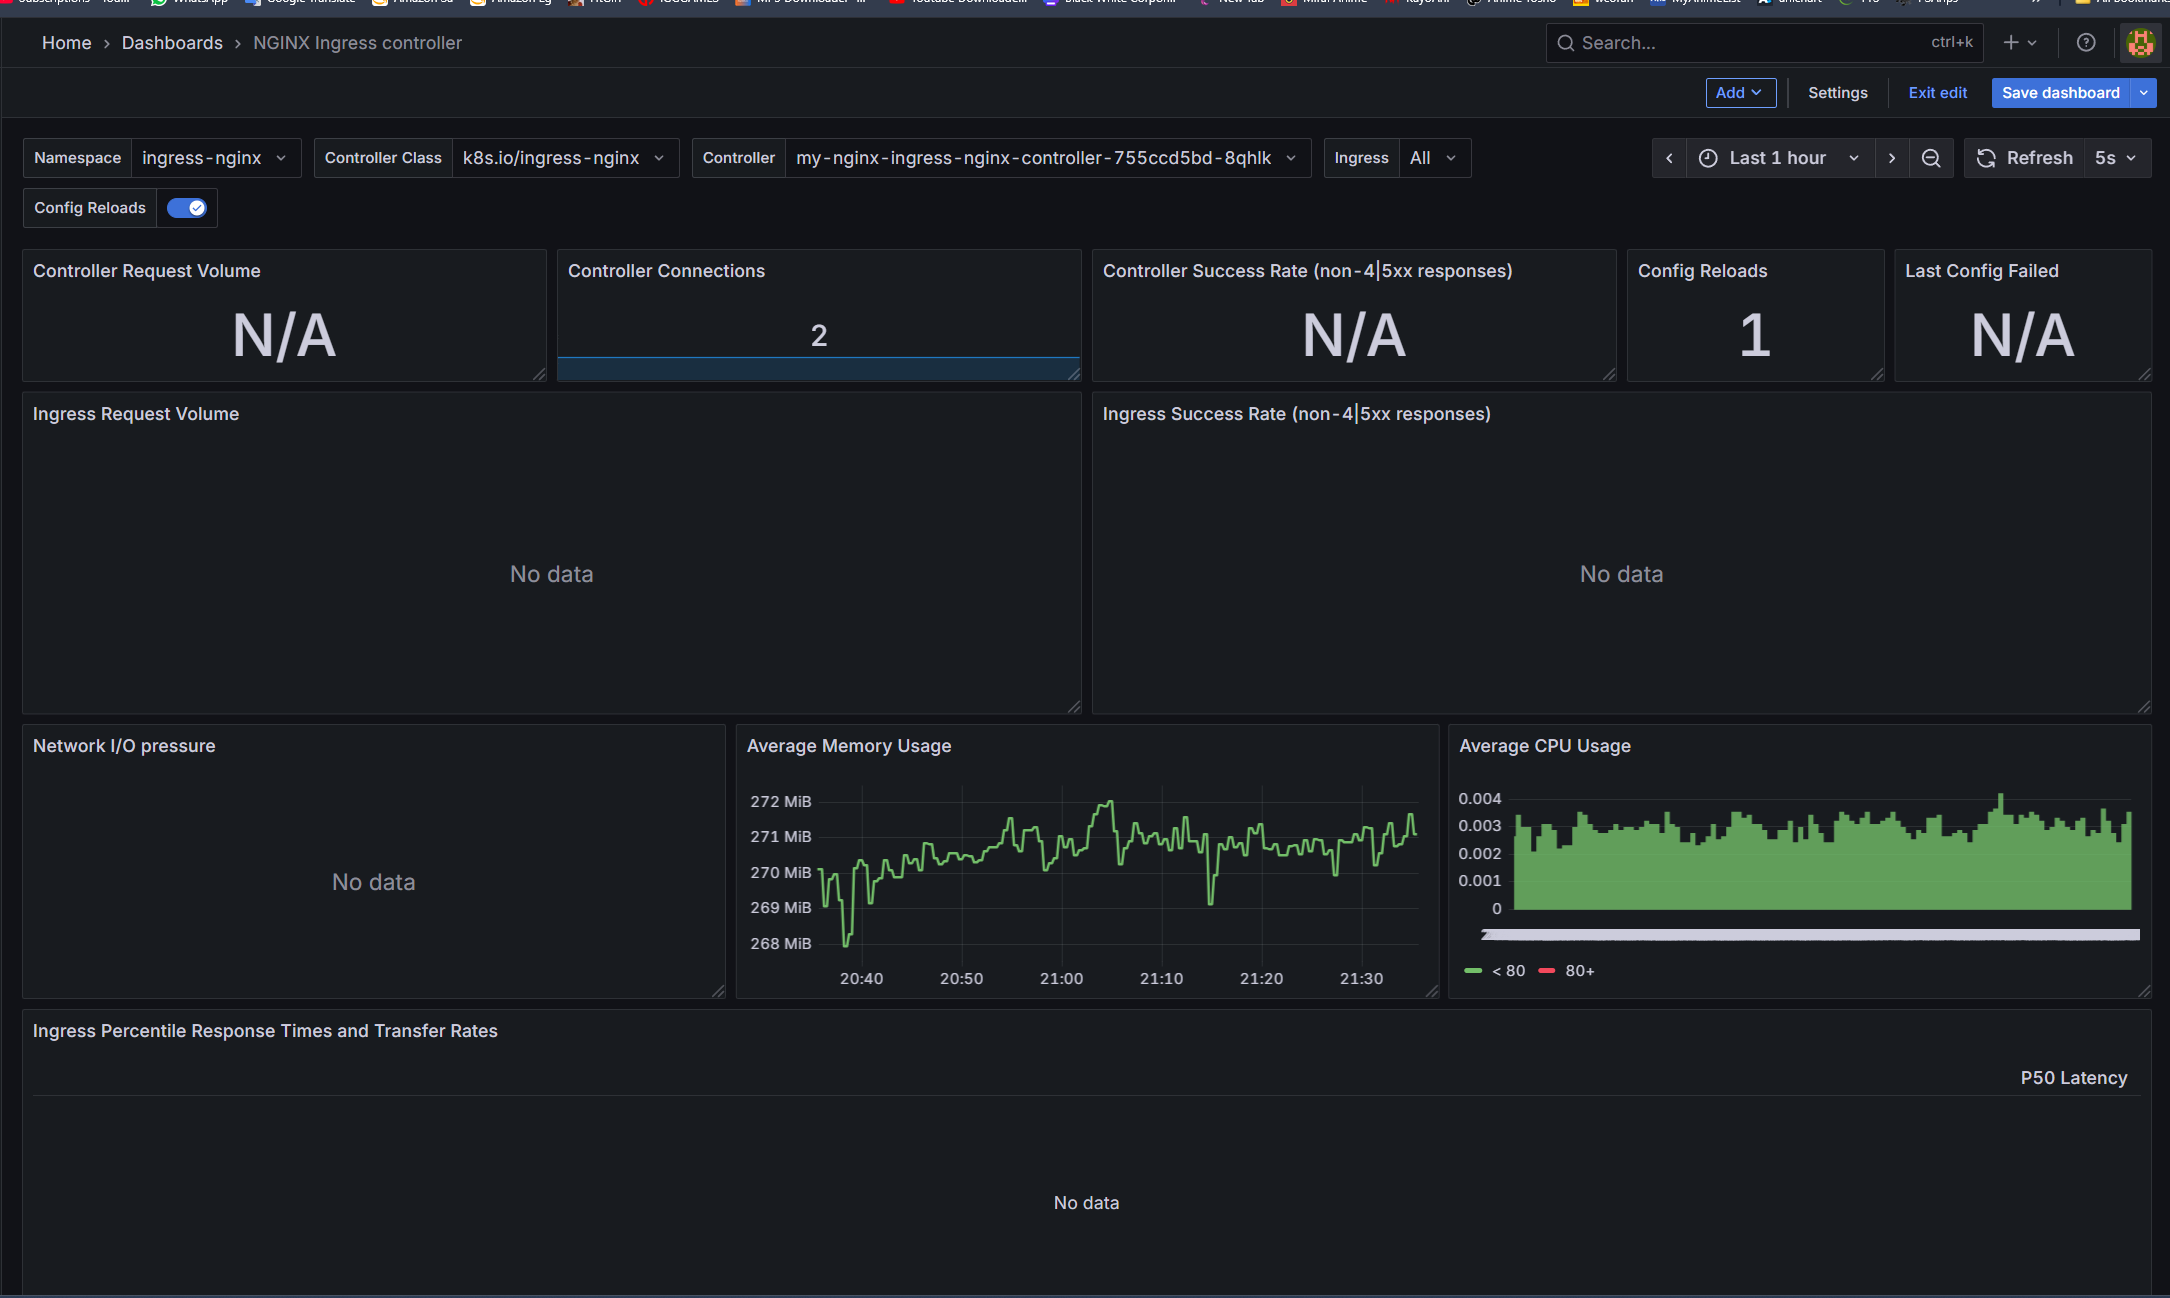 Home › Dashboards › NGINX Ingress controller
Search... ctrl+k
Add Settings Exit edit Save dashboard
Namespace ingress-nginx Controller Class k8s.io/ingress-nginx Controller my-nginx-ingress-nginx-controller-755ccd5bd-8qhlk Ingress All Last 1 hour Refresh 5s
Config Reloads
Controller Request Volume
N/A
Controller Connections
2
Controller Success Rate (non-4|5xx responses)
N/A
Config Reloads
1
Last Config Failed
N/A
Ingress Request Volume
No data
Ingress Success Rate (non-4|5xx responses)
No data
Network I/O pressure
No data
Average Memory Usage
272 MiB
271 MiB
270 MiB
269 MiB
268 MiB
20:40 20:50 21:00 21:10 21:20 21:30
Average CPU Usage
0.004
0.003
0.002
0.001
0
< 80 80+
Ingress Percentile Response Times and Transfer Rates
P50 Latency
No data